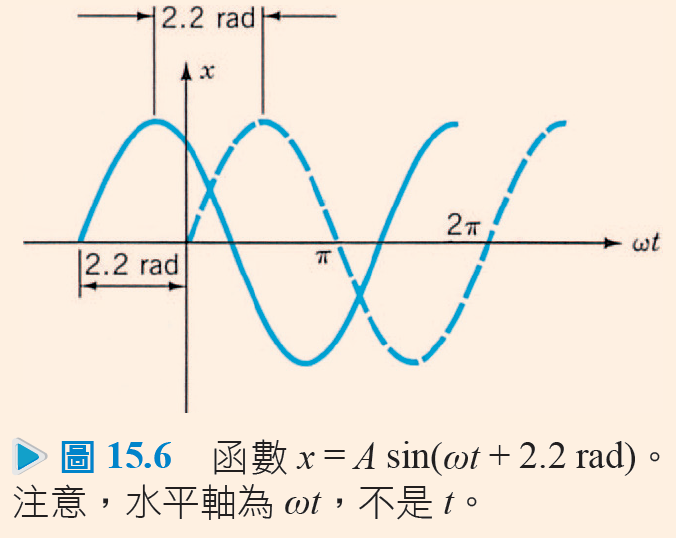 2.2 rad
x
2π
ωt
π
2.2 rad
圖 15.6 函數 x = A sin(ωt + 2.2 rad)。
注意，水平軸為 ωt，不是 t。